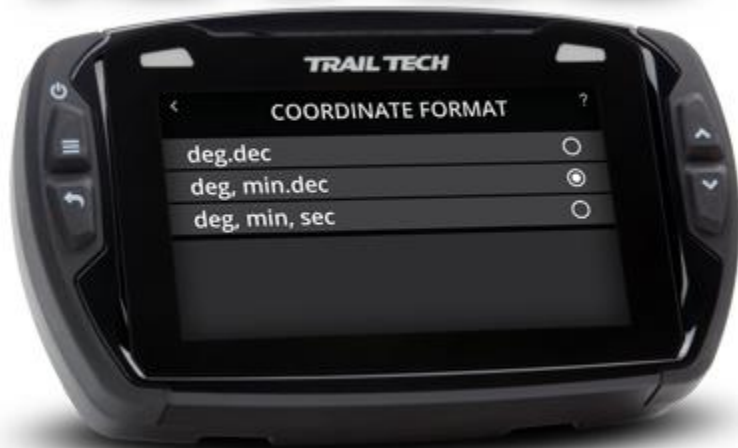 TRAIL TECH
COORDINATE FORMAT ?
deg.dec
deg, min.dec
deg, min, sec